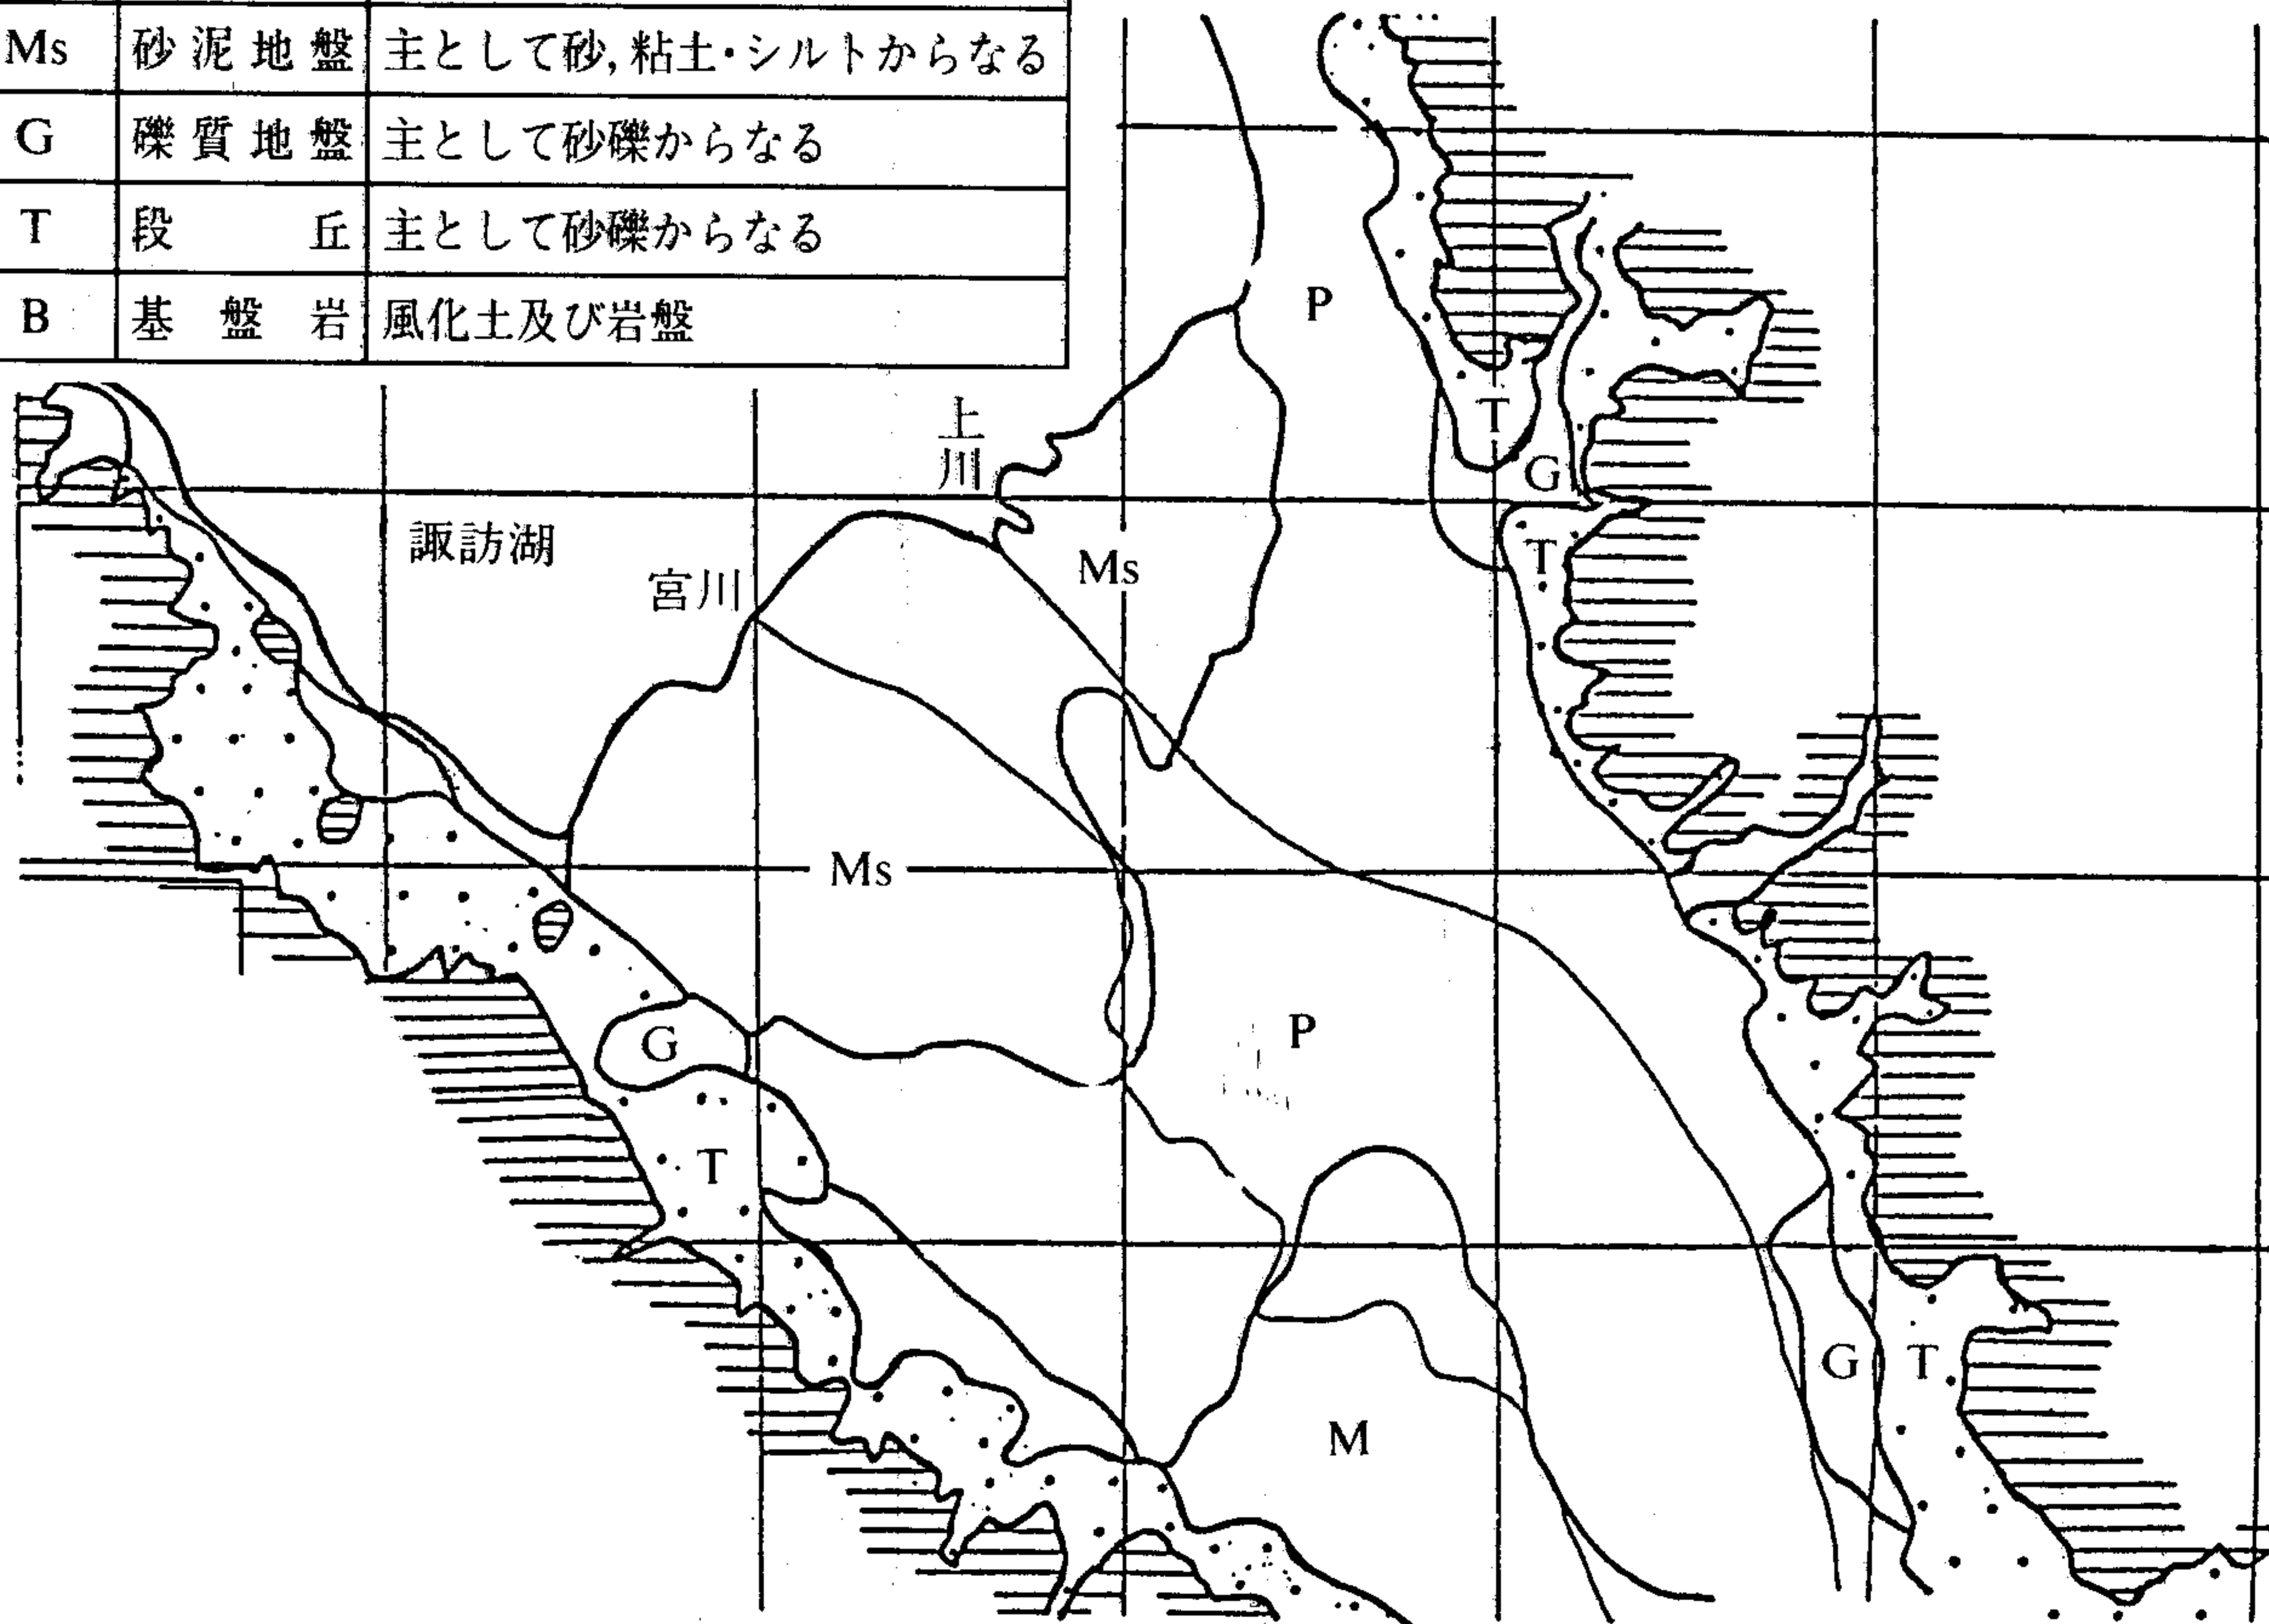 Ms 砂泥地盤 主として砂,粘土・シルトからなる
G 礫質地盤 主として砂礫からなる
T 段丘 主として砂礫からなる
B 基盤岩 風化土及び岩盤
P
上川
T
G
諏訪湖
宮川
Ms
T
Ms
G
P
T
G
T
M